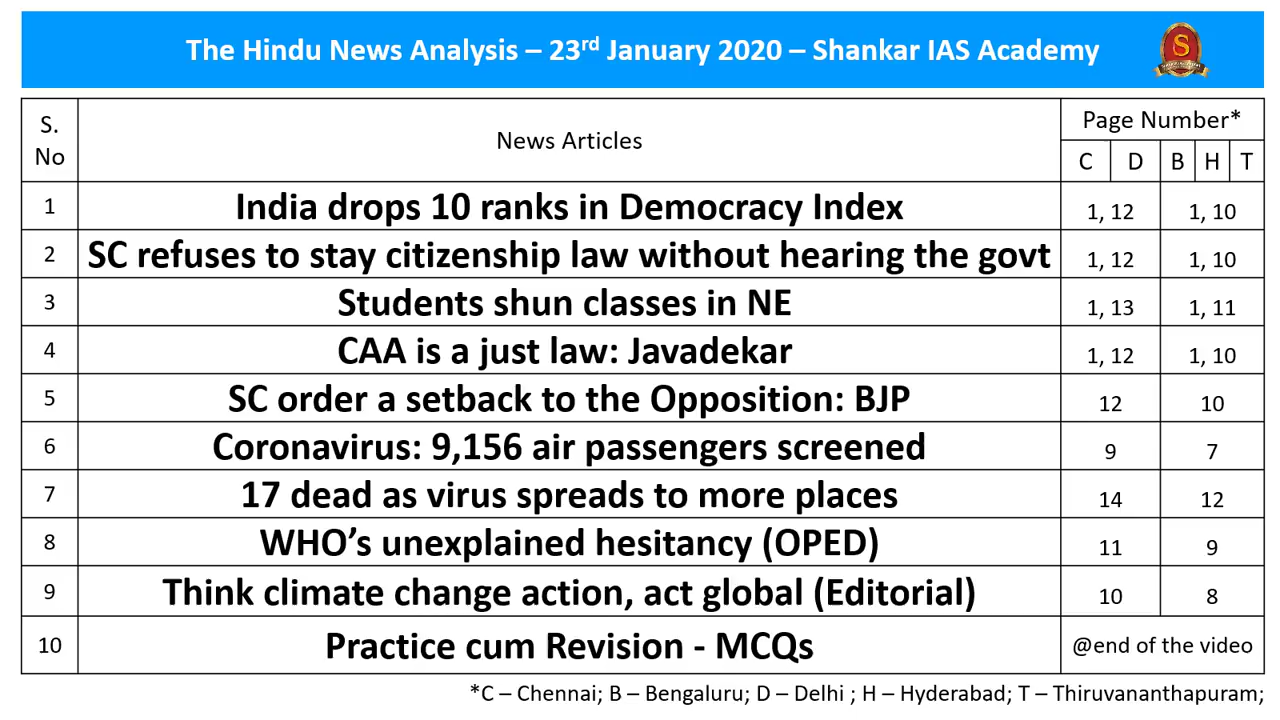 The Hindu News Analysis – 23rd January 2020 – Shankar IAS Academy
S
S. No News Articles Page Number*
C D B H T
1 India drops 10 ranks in Democracy Index 1, 12 1, 10
2 SC refuses to stay citizenship law without hearing the govt 1, 12 1, 10
3 Students shun classes in NE 1, 13 1, 11
4 CAA is a just law: Javadekar 1, 12 1, 10
5 SC order a setback to the Opposition: BJP 12 10
6 Coronavirus: 9,156 air passengers screened 9 7
7 17 dead as virus spreads to more places 14 12
8 WHO’s unexplained hesitancy (OPED) 11 9
9 Think climate change action, act global (Editorial) 10 8
10 Practice cum Revision - MCQs @end of the video
*C – Chennai; B – Bengaluru; D – Delhi ; H – Hyderabad; T – Thiruvananthapuram;